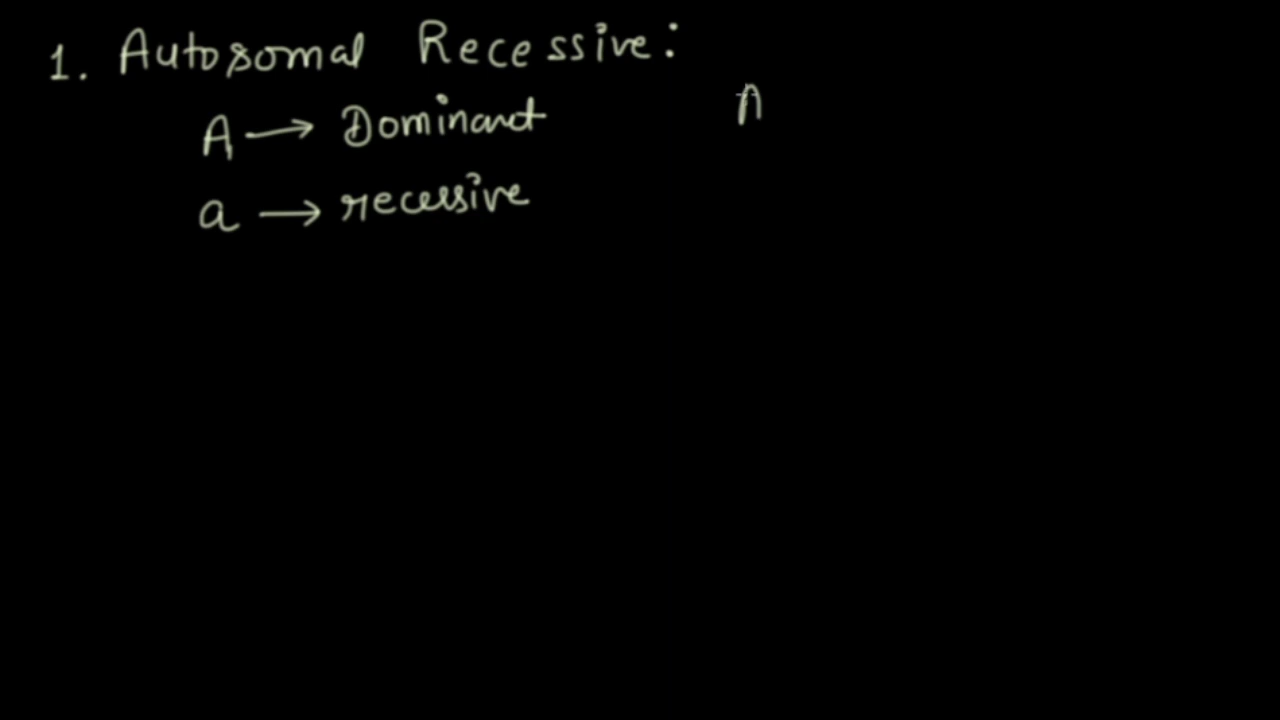 1. Autosomal Recessive:
A → Dominant
a → recessive